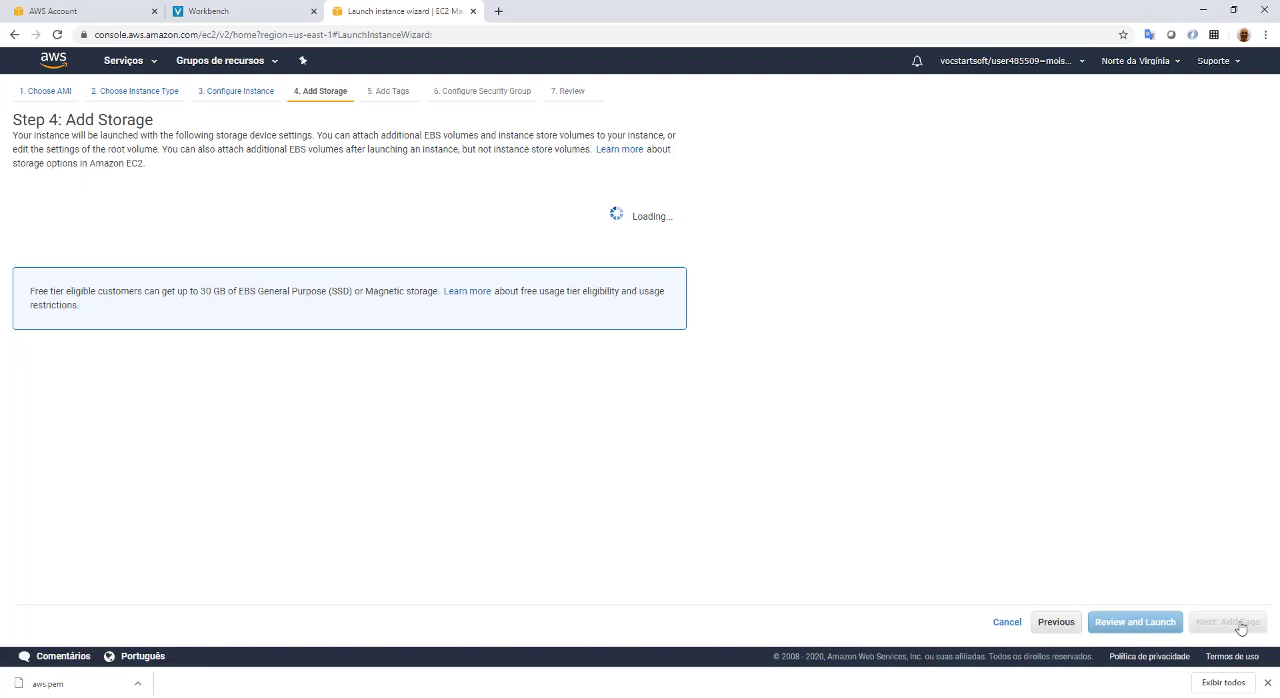 AWS Account
Workbench
Launch instance wizard | EC2 Ma
console.aws.amazon.com/ec2/v2/home?region=us-east-1#LaunchInstanceWizard:
aws
Serviços
Grupos de recursos
vocstartsoft/user485509=mois...
Norte da Virgínia
Suporte
1. Choose AMI
2. Choose Instance Type
3. Configure Instance
4. Add Storage
5. Add Tags
6. Configure Security Group
7. Review
Step 4: Add Storage
Your instance will be launched with the following storage device settings. You can attach additional EBS volumes and instance store volumes to your instance, or
edit the settings of the root volume. You can also attach additional EBS volumes after launching an instance, but not instance store volumes. Learn more about
storage options in Amazon EC2.
Loading...
Free tier eligible customers can get up to 30 GB of EBS General Purpose (SSD) or Magnetic storage. Learn more about free usage tier eligibility and usage
restrictions.
Cancel
Previous
Review and Launch
Next: Add Tags
Comentários
Português
© 2008 - 2020, Amazon Web Services, Inc. ou suas afiliadas. Todos os direitos reservados.
Política de privacidade
Termos de uso
aws.pem
Exibir todos